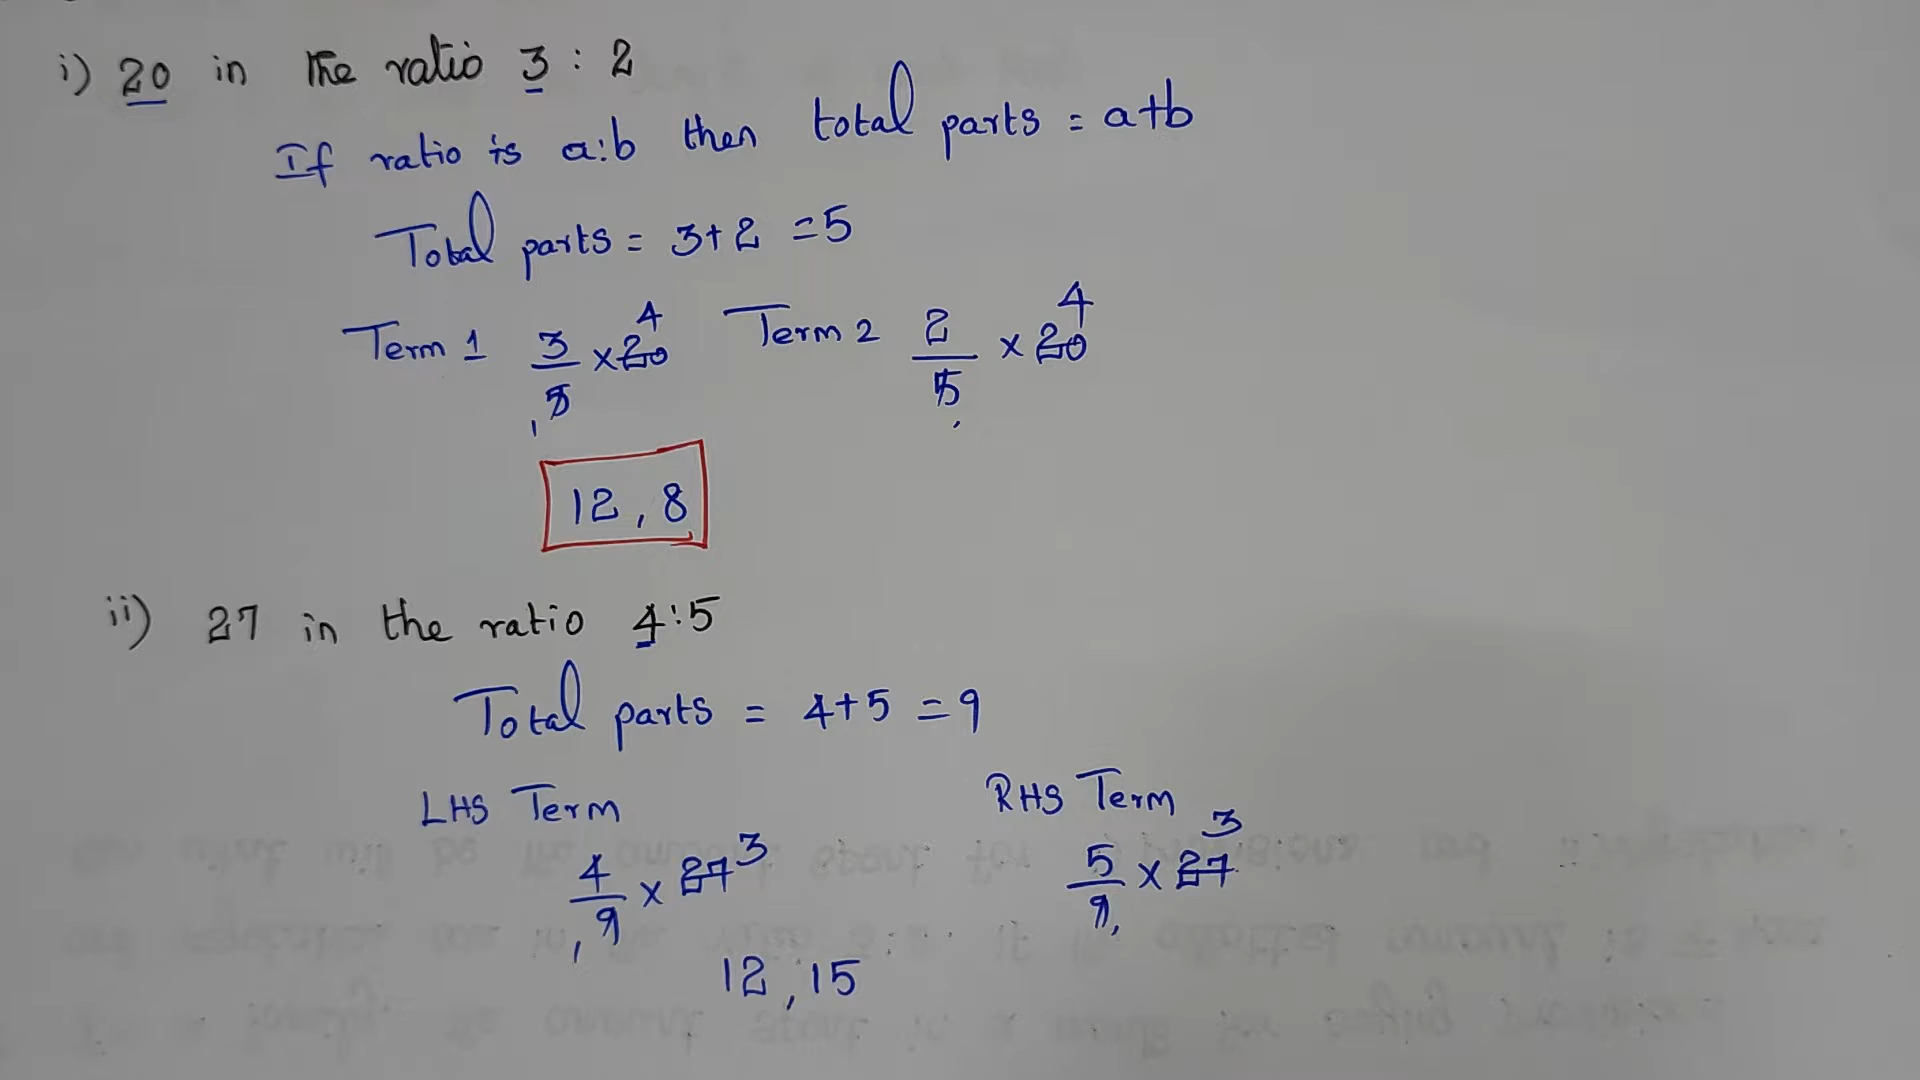 i) 20 in the ratio 3 : 2
If ratio is a:b then total parts = a+b
Total parts = 3+2 =5
Term 1 3/5 ×20 4 Term 2 2/5 × 20 4
1
12, 8
ii) 27 in the ratio 4:5
Total parts = 4+5 =9
LHS Term RHS Term
4/9 × 27 3 5/9 × 27 3
1
12, 15